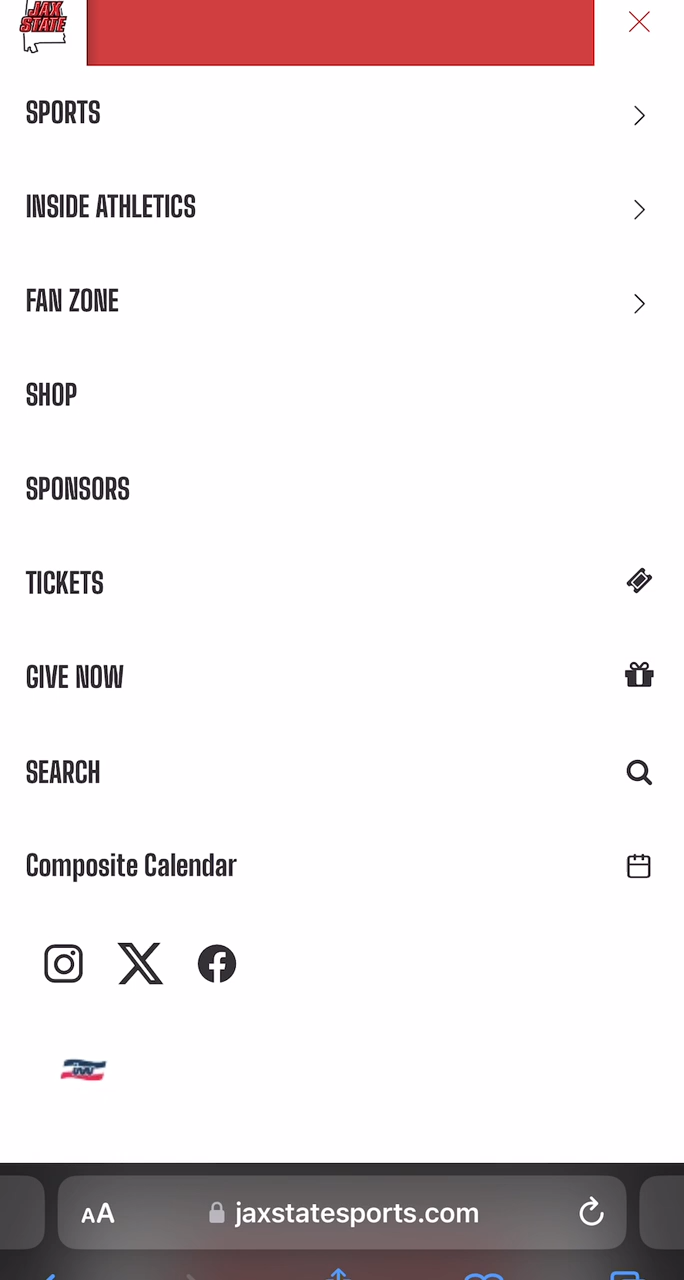 JAX
STATE
SPORTS
INSIDE ATHLETICS
FAN ZONE
SHOP
SPONSORS
TICKETS
GIVE NOW
SEARCH
Composite Calendar
AA jaxstatesports.com